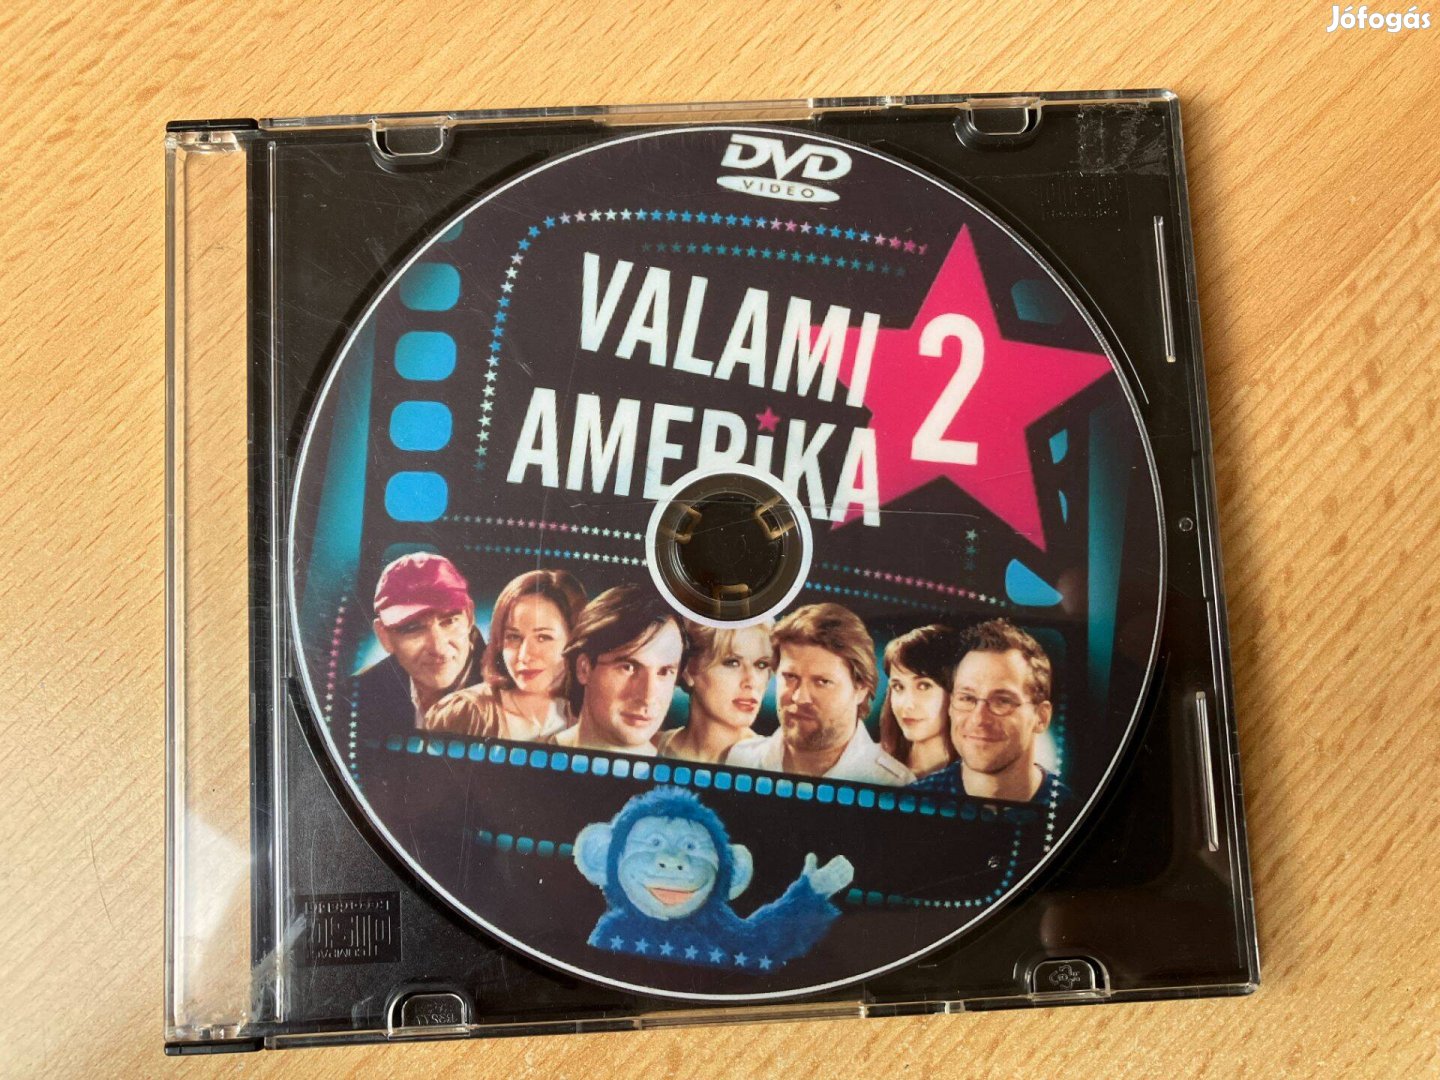 Jófogás
DVD
VIDEO
VALAMI
AMERiKA
2